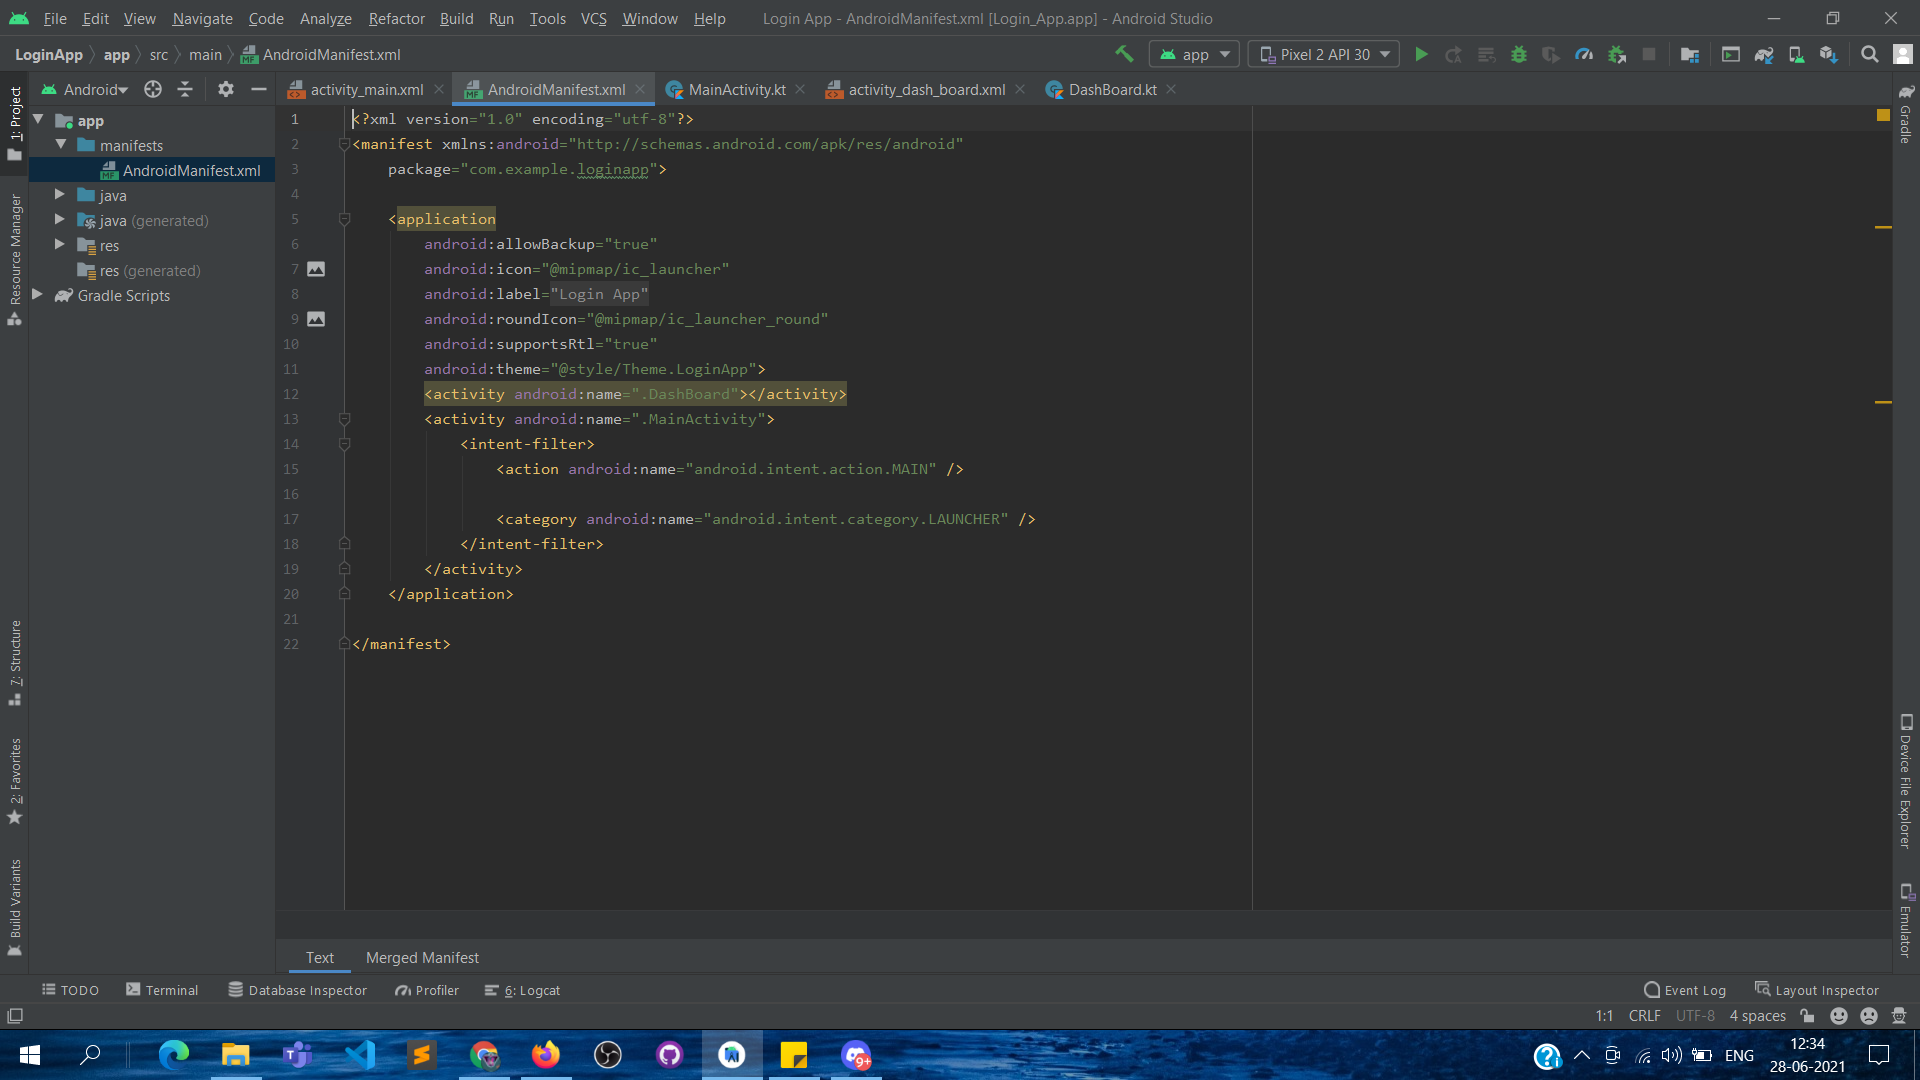 File Edit View Navigate Code Analyze Refactor Build Run Tools VCS Window Help Login App - AndroidManifest.xml [Login_App.app] - Android Studio
LoginApp app src main AndroidManifest.xml app Pixel 2 API 30
Android activity_main.xml AndroidManifest.xml MainActivity.kt activity_dash_board.xml DashBoard.kt
1: Project
Resource Manager
7: Structure
2: Favorites
Build Variants
app
manifests
AndroidManifest.xml
java
java (generated)
res
res (generated)
Gradle Scripts
1 <?xml version="1.0" encoding="utf-8"?>
2 <manifest xmlns:android="http://schemas.android.com/apk/res/android"
3 package="com.example.loginapp">
4
5 <application
6 android:allowBackup="true"
7 android:icon="@mipmap/ic_launcher"
8 android:label="Login App"
9 android:roundIcon="@mipmap/ic_launcher_round"
10 android:supportsRtl="true"
11 android:theme="@style/Theme.LoginApp">
12 <activity android:name=".DashBoard"></activity>
13 <activity android:name=".MainActivity">
14 <intent-filter>
15 <action android:name="android.intent.action.MAIN" />
16
17 <category android:name="android.intent.category.LAUNCHER" />
18 </intent-filter>
19 </activity>
20 </application>
21
22 </manifest>
Gradle
Device File Explorer
Emulator
Text Merged Manifest
TODO Terminal Database Inspector Profiler 6: Logcat Event Log Layout Inspector
1:1 CRLF UTF-8 4 spaces
9+ ENG 12:34
28-06-2021